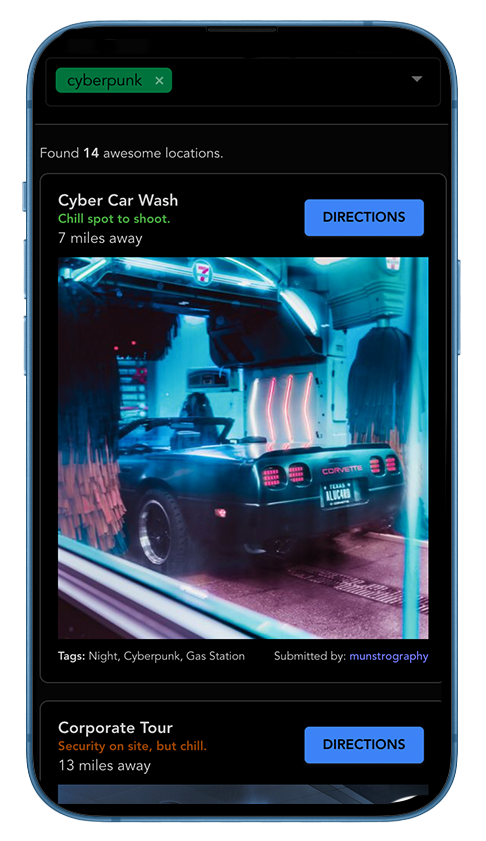 cyberpunk ×
Found 14 awesome locations.
Cyber Car Wash
Chill spot to shoot.
7 miles away
DIRECTIONS
7
CORVETTE
TEXAS
ALUC4RD
Tags: Night, Cyberpunk, Gas Station
Submitted by: munstrography
Corporate Tour
Security on site, but chill.
13 miles away
DIRECTIONS